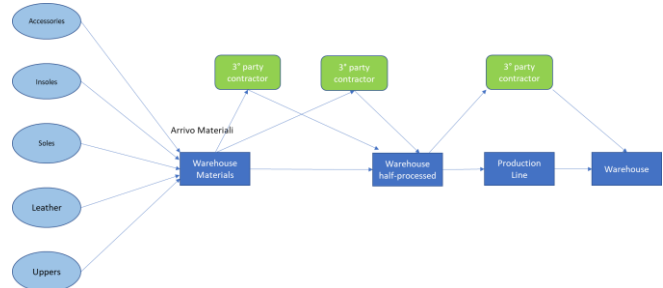 Accessories
Insoles
Soles
Leather
Uppers
Arrivo Materiali
Warehouse
Materials
3° party
contractor
3° party
contractor
Warehouse
half-processed
3° party
contractor
Production
Line
Warehouse